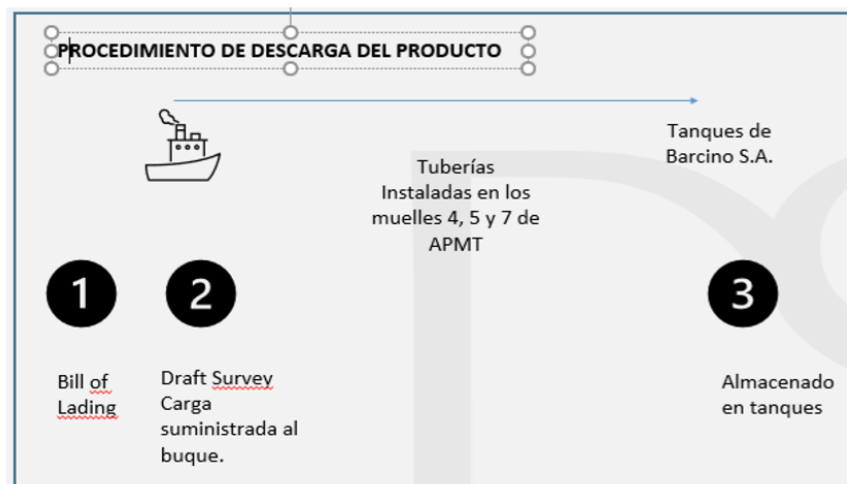 PROCEDIMIENTO DE DESCARGA DEL PRODUCTO
Tanques de
Barcino S.A.
Tuberías
Instaladas en los
muelles 4, 5 y 7 de
APMT
1
2
3
Bill of
Lading
Draft Survey
Carga
suministrada al
buque.
Almacenado
en tanques